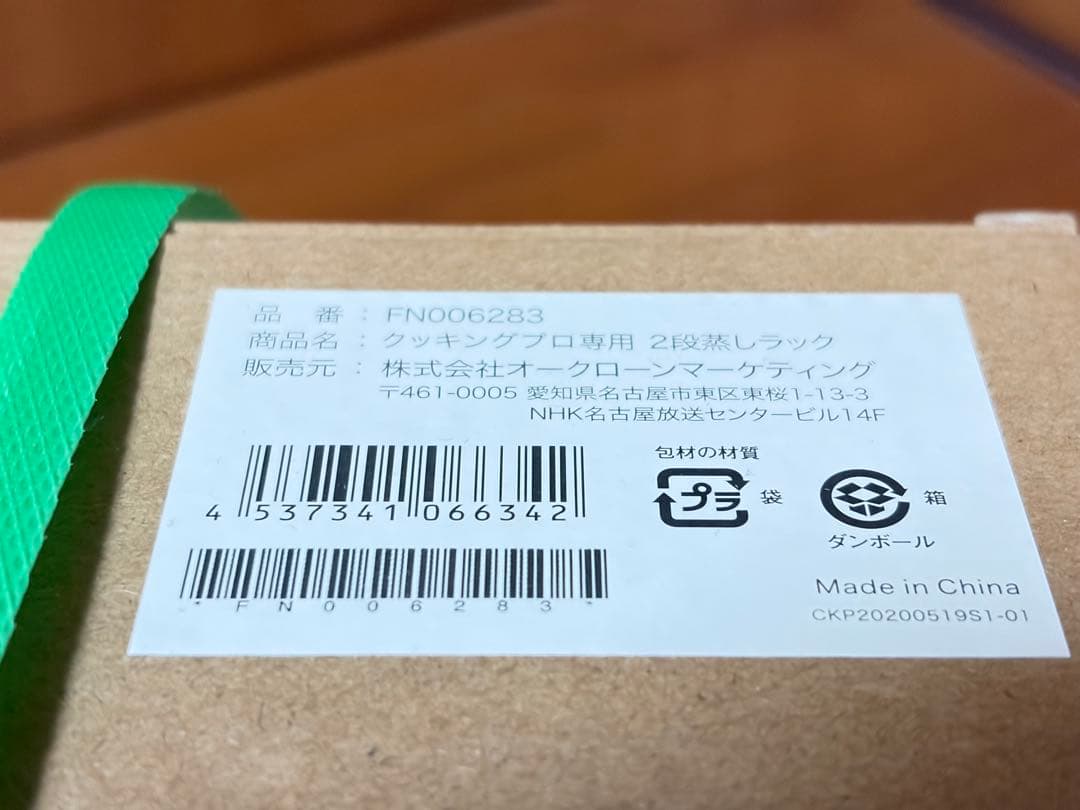 品番：FN006283
商品名：クッキングプロ専用 2段蒸しラック
販売元：株式会社オークローンマーケティング
〒461-0005 愛知県名古屋市東区東桜1-13-3
NHK名古屋放送センタービル14F
4 537341 066342
*FN006283*
包材の材質
プラ 袋
箱
ダンボール
Made in China
CKP20200519S1-01